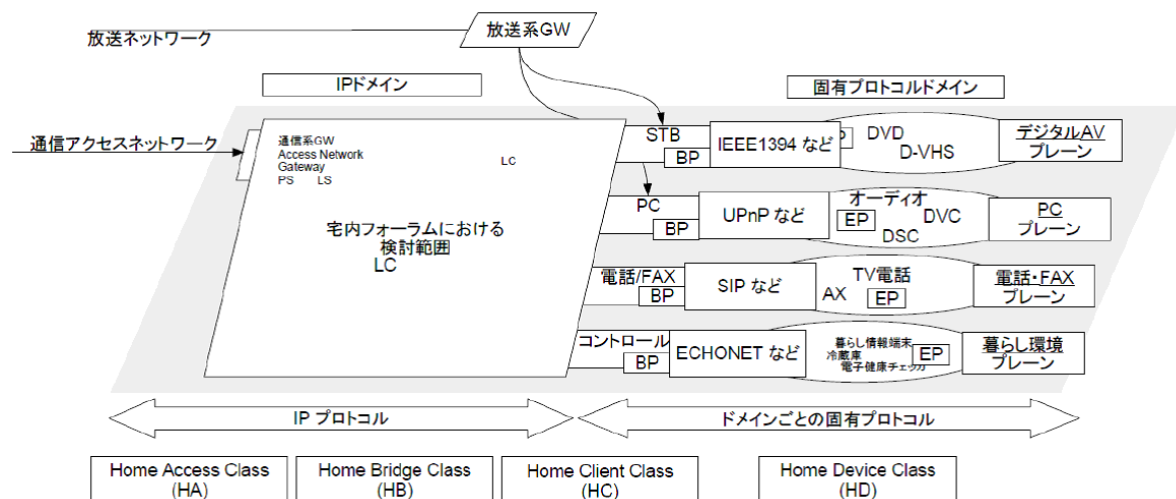 放送ネットワーク
放送系GW
IPドメイン
固有プロトコルドメイン
通信アクセスネットワーク
通信系GW
Access Network
Gateway
PS LS
LC
宅内フォーラムにおける
検討範囲
LC
STB
BP
IEEE1394 など
DVD
D-VHS
デジタルAV
プレーン
PC
BP
UPnP など
オーディオ
EP
DVC
DSC
PC
プレーン
電話/FAX
BP
SIP など
TV電話
AX
EP
電話・FAX
プレーン
コントロール
BP
ECHONET など
暮らし情報端末
冷蔵庫
電子健康チェッカ
EP
暮らし環境
プレーン
IP プロトコル
ドメインごとの固有プロトコル
Home Access Class
(HA)
Home Bridge Class
(HB)
Home Client Class
(HC)
Home Device Class
(HD)